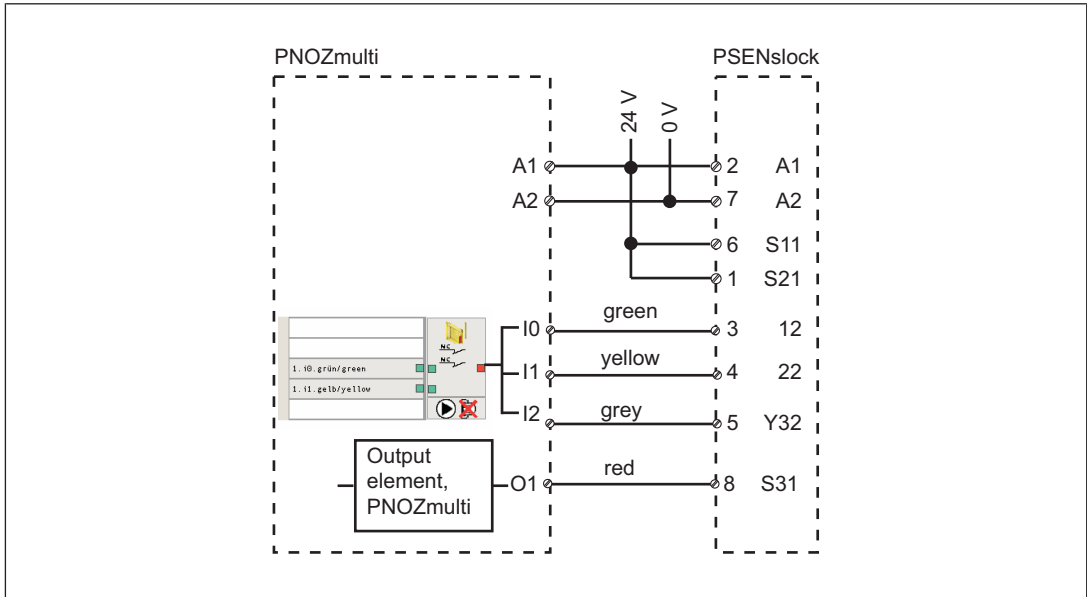 PNOZmulti
PSENslock
24 V
0 V
A1
2 A1
A2
7 A2
6 S11
1 S21
I0
green
3 12
NC
NC
1.i0.grün/green
1.i1.gelb/yellow
I1
yellow
4 22
I2
grey
5 Y32
Output
element,
PNOZmulti
O1
red
8 S31